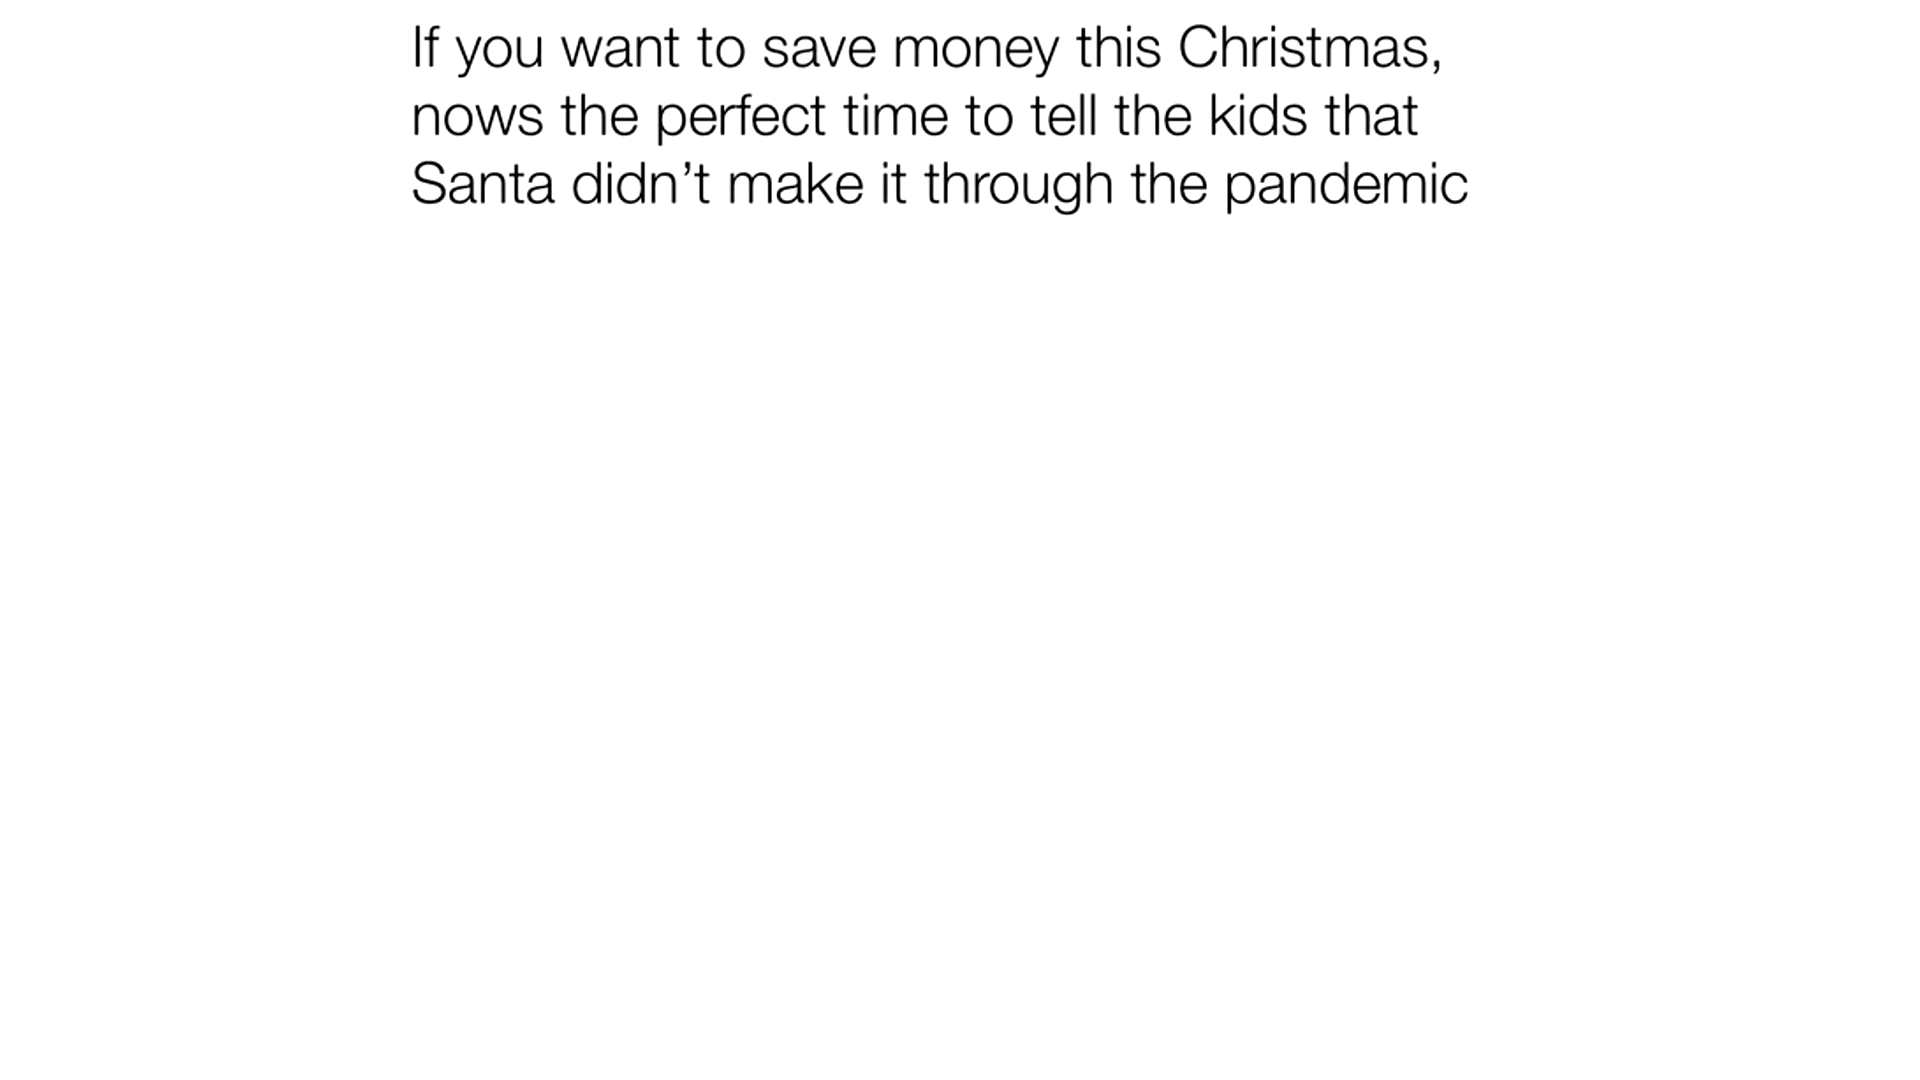 If you want to save money this Christmas,
nows the perfect time to tell the kids that
Santa didn’t make it through the pandemic